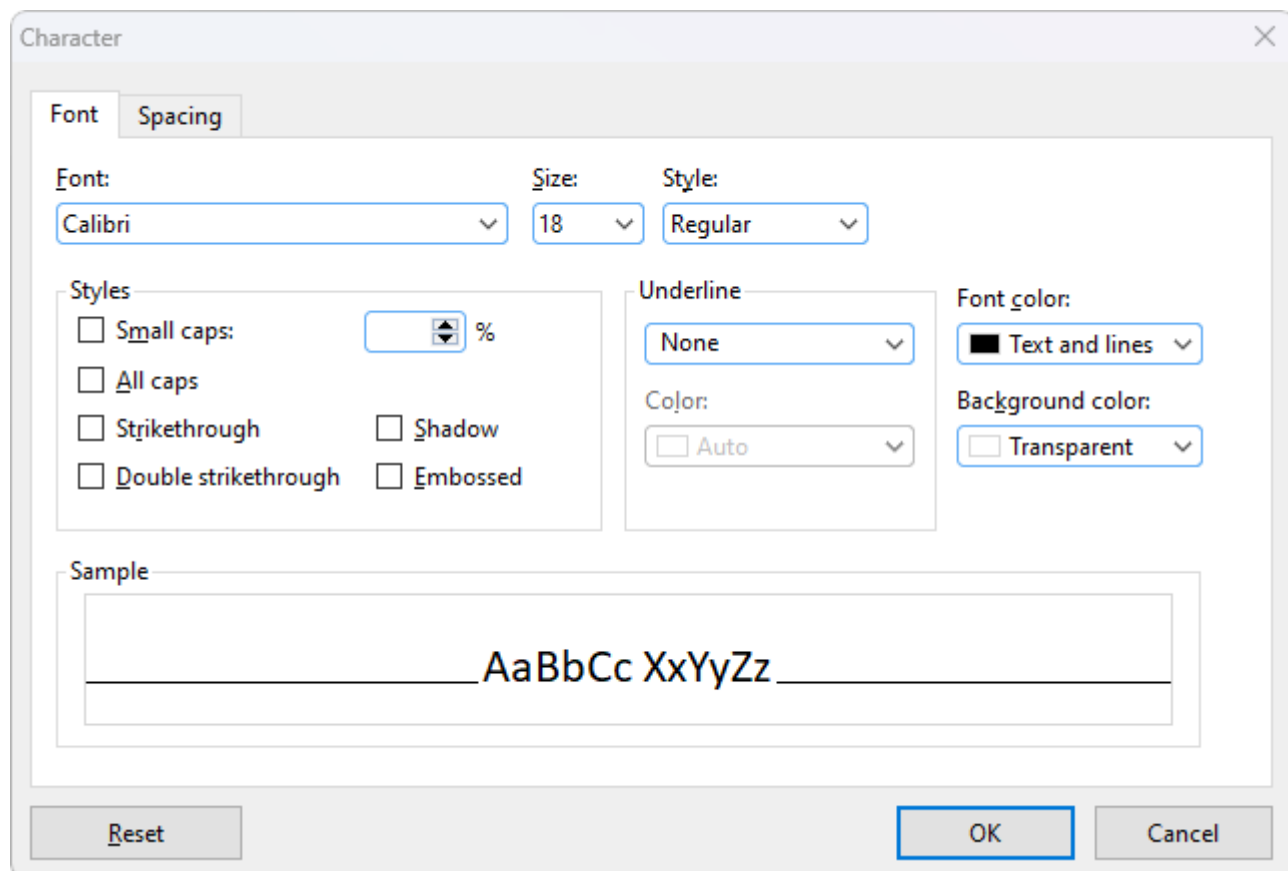 Character
Font Spacing
Font: Size: Style:
Calibri 18 Regular
Styles Underline Font color:
Small caps: % None Text and lines
All caps
Color: Background color:
Strikethrough Shadow Auto Transparent
Double strikethrough Embossed
Sample
AaBbCc XxYyZz
Reset OK Cancel